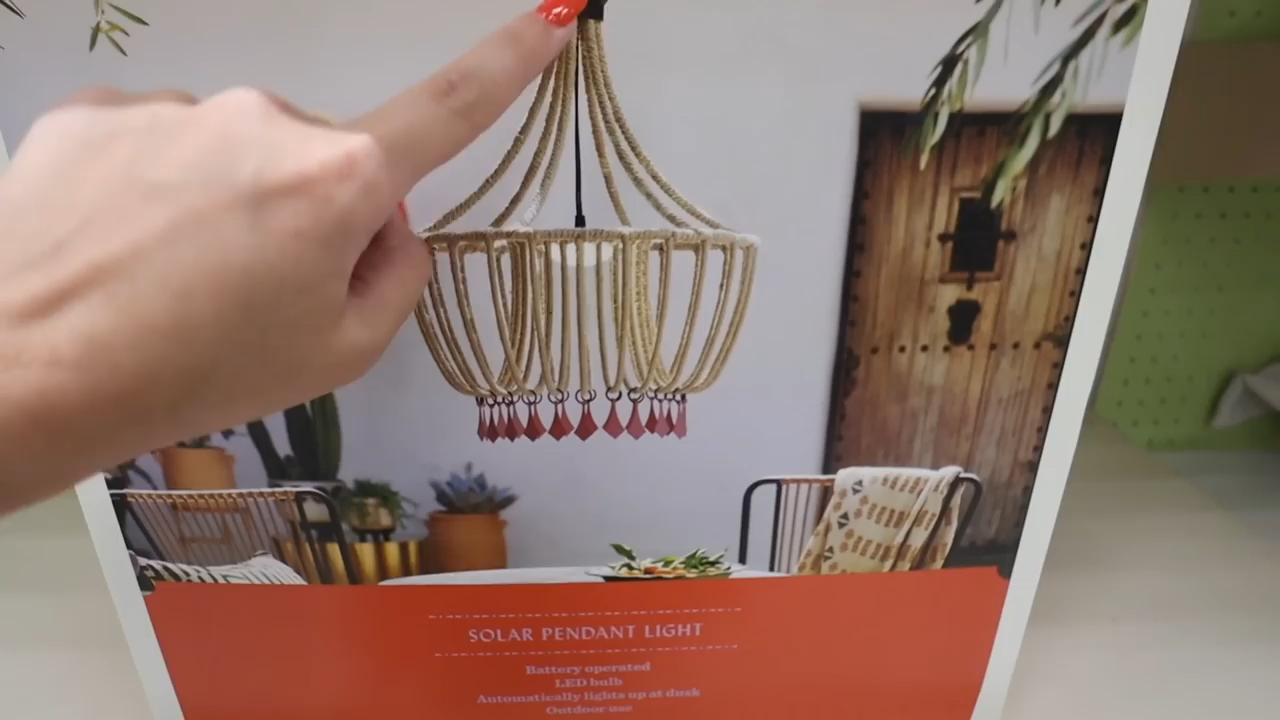 SOLAR PENDANT LIGHT
Battery operated
LED bulb
Automatically lights up at dusk
Outdoor use